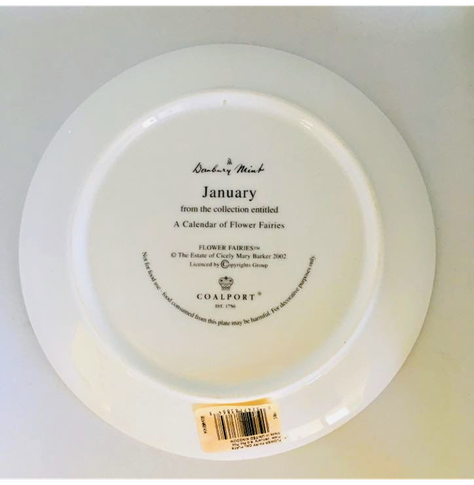 Danbury Mint
January
from the collection entitled
A Calendar of Flower Fairies
FLOWER FAIRIES™
© The Estate of Cicely Mary Barker 2002
Licenced by Copyrights Group
COALPORT®
EST. 1750
Not for food use - food consumed from this plate may be harmful. For decorative purposes only.